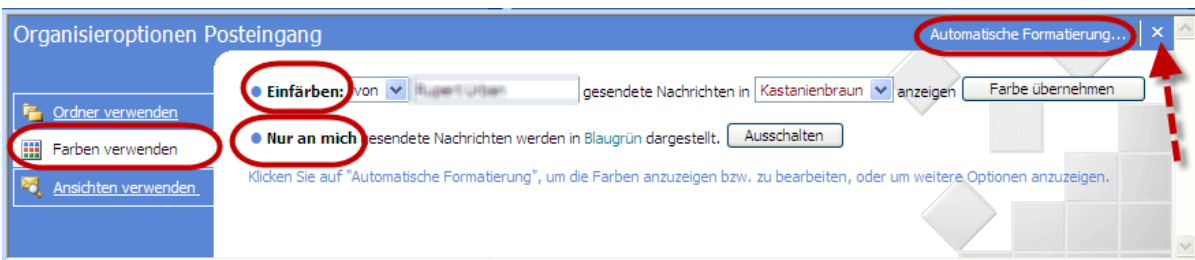 Organisieroptionen Posteingang
Automatische Formatierung...
Ordner verwenden
Farben verwenden
Ansichten verwenden
Einfärben: von gesendete Nachrichten in Kastanienbraun anzeigen Farbe übernehmen
Nur an mich gesendete Nachrichten werden in Blaugrün dargestellt. Ausschalten
Klicken Sie auf "Automatische Formatierung", um die Farben anzuzeigen bzw. zu bearbeiten, oder um weitere Optionen anzuzeigen.